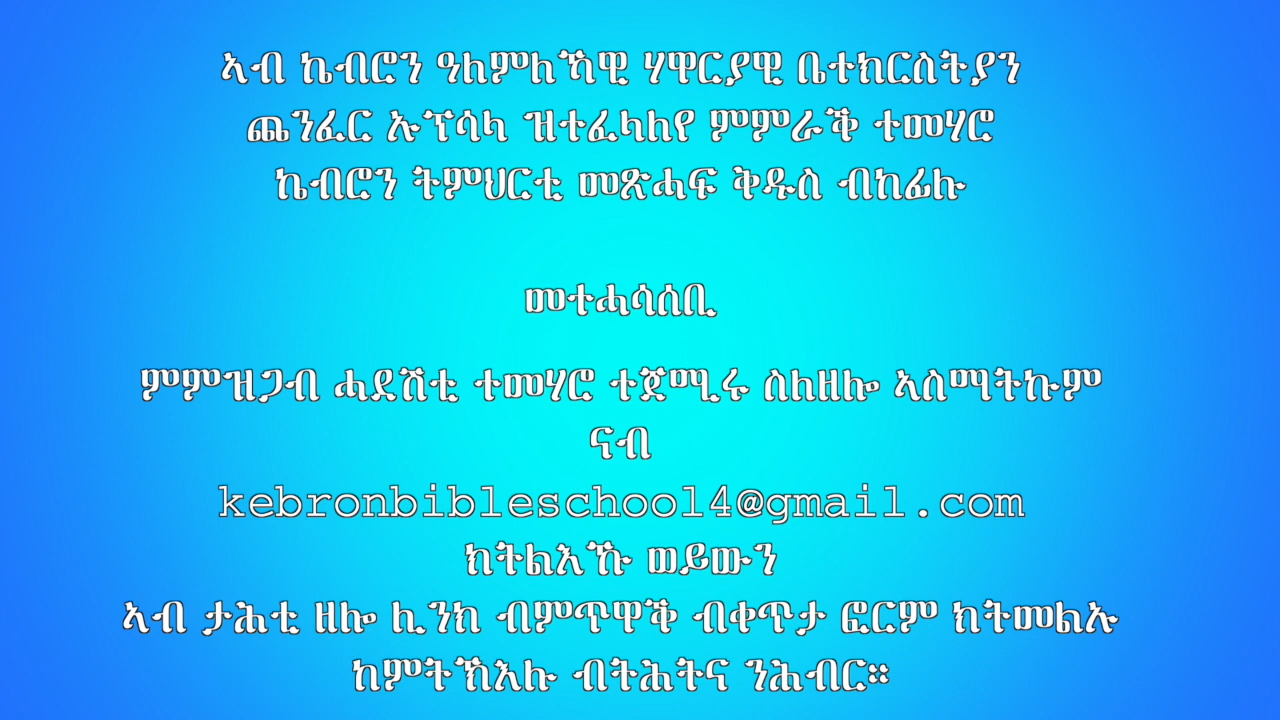 ኣብ ኬብሮን ዓለምለኻዊ ሃዋርያዊ ቤተክርስትያን
ጨንፈር ኡፕሳላ ዝተፈላለየ ምምራቕ ተመሃሮ
ኬብሮን ትምህርቲ መጽሓፍ ቅዱስ ብከፊሉ
መተሓሳሰቢ
ምምዝጋብ ሓደሽቲ ተመሃሮ ተጀሚሩ ስለዘሎ ኣስማትኩም
ናብ
kebronbibleschool4@gmail.com
ክትልእኹ ወይውን
ኣብ ታሕቲ ዘሎ ሊንክ ብምጥዋቕ ብቀጥታ ፎርም ክትመልኡ
ከምትኽእሉ ብትሕትና ንሕብር።